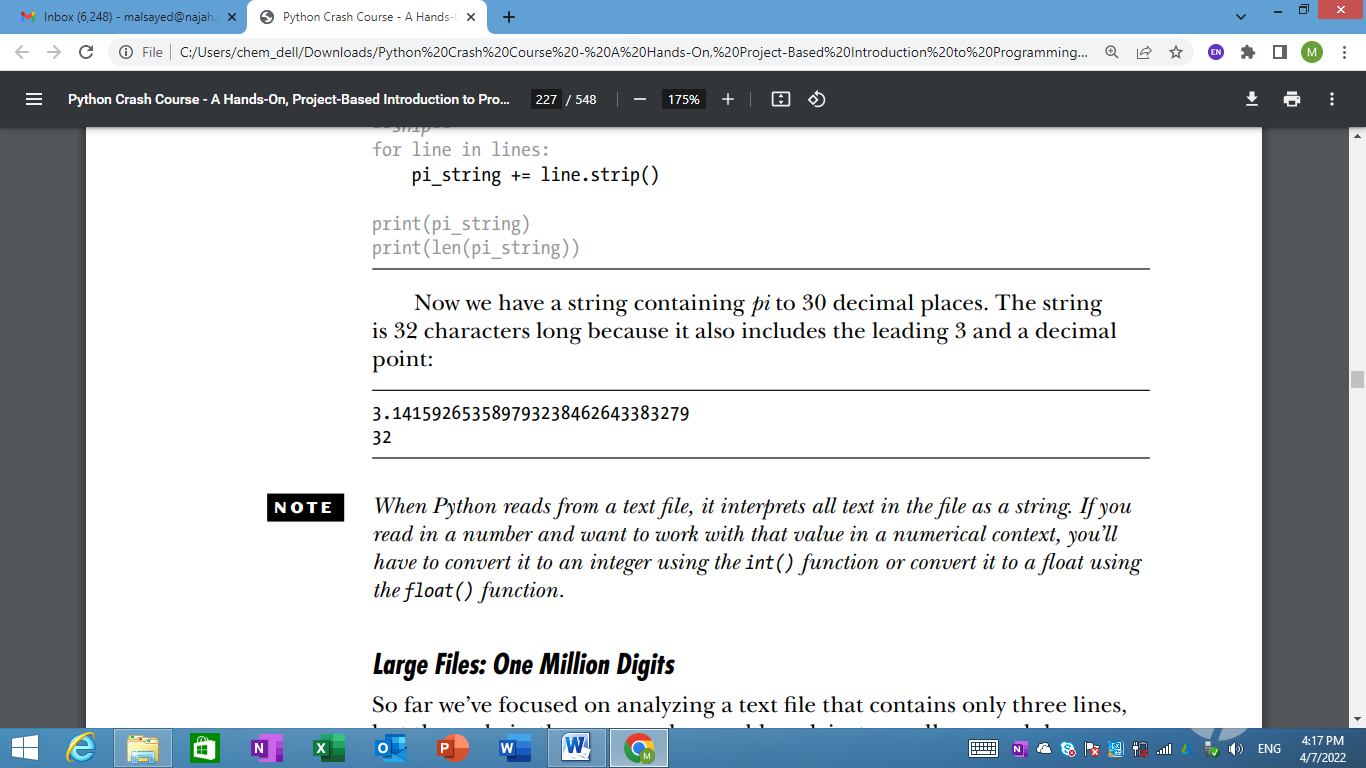 Inbox (6,248) - malsayed@najah.
Python Crash Course - A Hands-O
File
C:/Users/chem_dell/Downloads/Python%20Crash%20Course%20-%20A%20Hands-On,%20Project-Based%20Introduction%20to%20Programming...
EN
M
Python Crash Course - A Hands-On, Project-Based Introduction to Pro...
227 / 548
175%
for line in lines:
pi_string += line.strip()
print(pi_string)
print(len(pi_string))
Now we have a string containing pi to 30 decimal places. The string
is 32 characters long because it also includes the leading 3 and a decimal
point:
3.141592653589793238462643383279
32
NOTE
When Python reads from a text file, it interprets all text in the file as a string. If you
read in a number and want to work with that value in a numerical context, you’ll
have to convert it to an integer using the int() function or convert it to a float using
the float() function.
Large Files: One Million Digits
So far we’ve focused on analyzing a text file that contains only three lines,
ENG
4:17 PM
4/7/2022